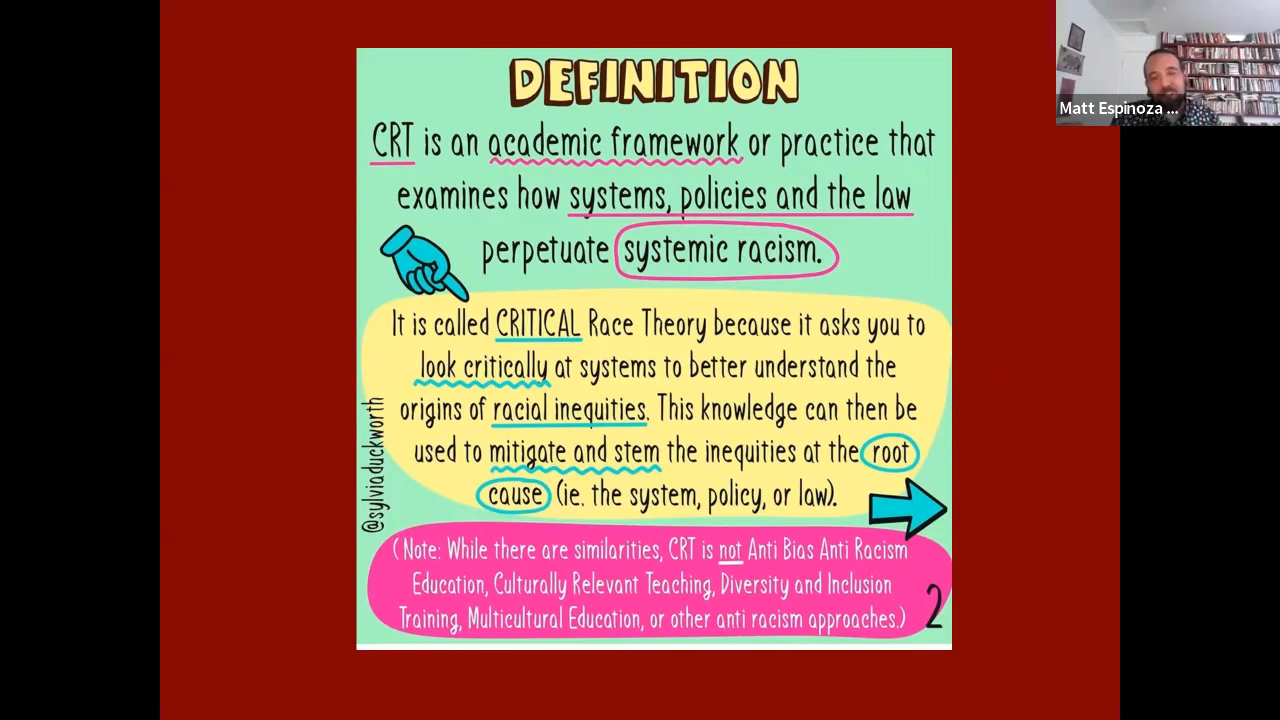 DEFINITION
CRT is an academic framework or practice that
examines how systems, policies and the law
perpetuate systemic racism.
It is called CRITICAL Race Theory because it asks you to
look critically at systems to better understand the
origins of racial inequities. This knowledge can then be
used to mitigate and stem the inequities at the root
cause (ie. the system, policy, or law).
@sylviaduckworth
(Note: While there are similarities, CRT is not Anti Bias Anti Racism
Education, Culturally Relevant Teaching, Diversity and Inclusion
Training, Multicultural Education, or other anti racism approaches.)
2
Matt Espinoza ...